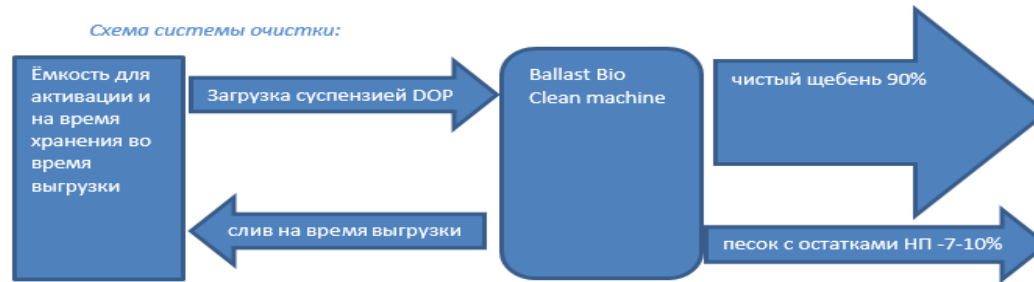 Схема системы очистки:
Ёмкость для
активации и
на время
хранения во
время
выгрузки
Загрузка суспензией DOP
слив на время выгрузки
Ballast Bio
Clean machine
чистый щебень 90%
песок с остатками НП -7-10%